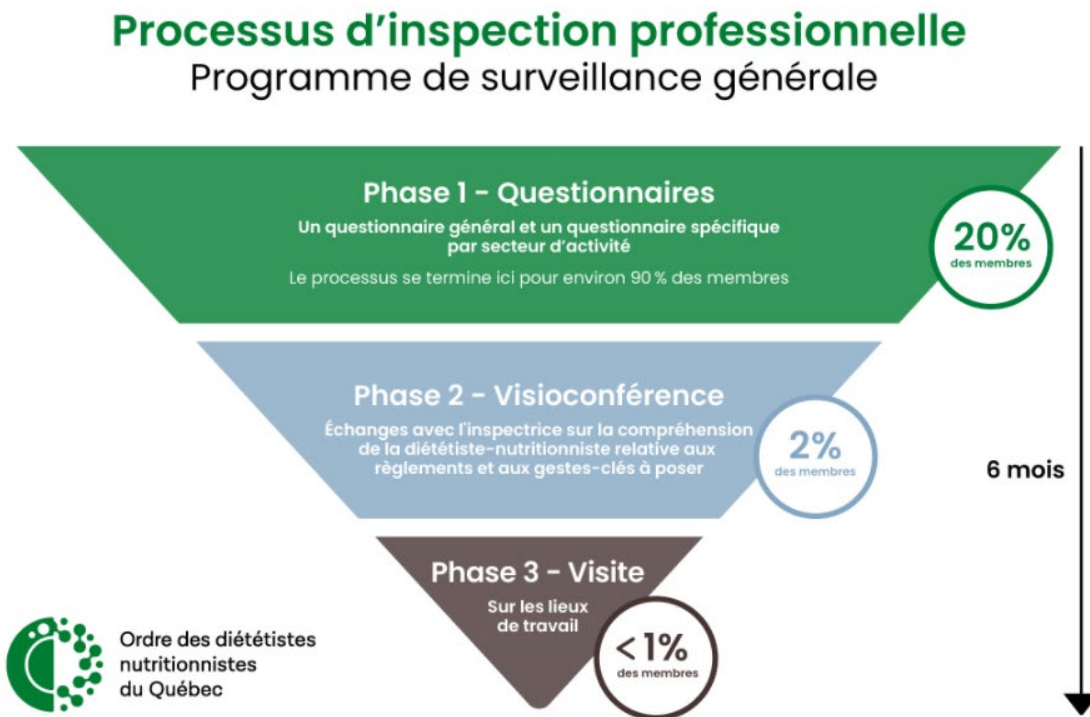 Processus d’inspection professionnelle
Programme de surveillance générale
Phase 1 – Questionnaires
Un questionnaire général et un questionnaire spécifique
par secteur d’activité
Le processus se termine ici pour environ 90 % des membres
20%
des membres
Phase 2 – Visioconférence
Échanges avec l'inspectrice sur la compréhension
de la diététiste-nutritionniste relative aux
règlements et aux gestes-clés à poser
2%
des membres
6 mois
Phase 3 – Visite
Sur les lieux
de travail
<1%
des membres
Ordre des diététistes
nutritionnistes
du Québec